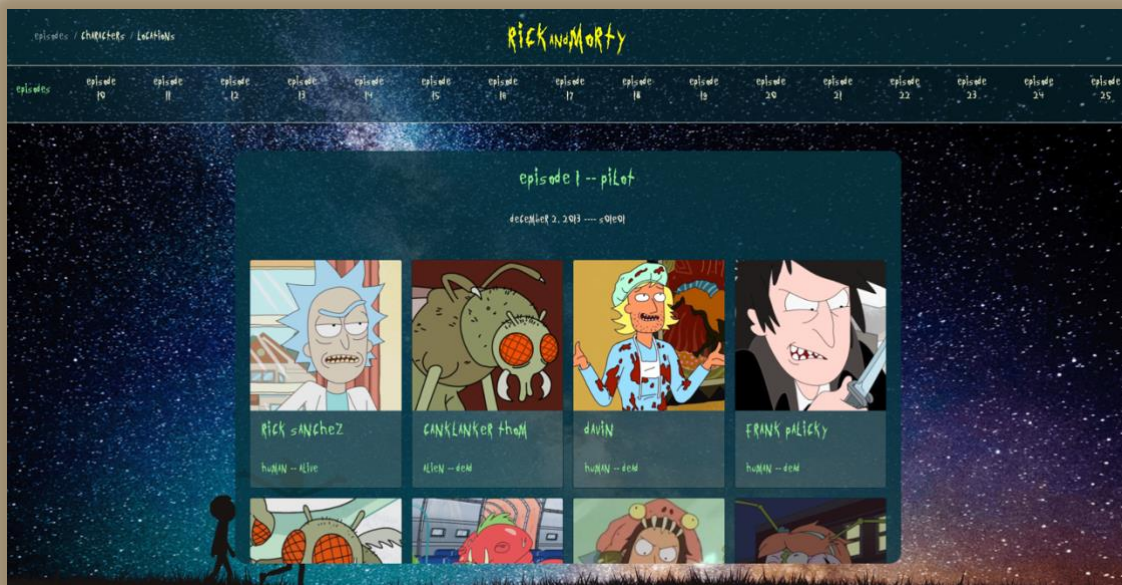 episodes / Characters / Locations
Rick and Morty
episodes
episode 10
episode 11
episode 12
episode 13
episode 14
episode 15
episode 16
episode 17
episode 18
episode 19
episode 20
episode 21
episode 22
episode 23
episode 24
episode 25
episode 1 -- Pilot
December 2, 2013 ---- S01E01
Rick Sanchez
Canklanker Thom
Davin
Frank Palicky
Human -- Alive
Alien -- Dead
Human -- Dead
Human -- Dead